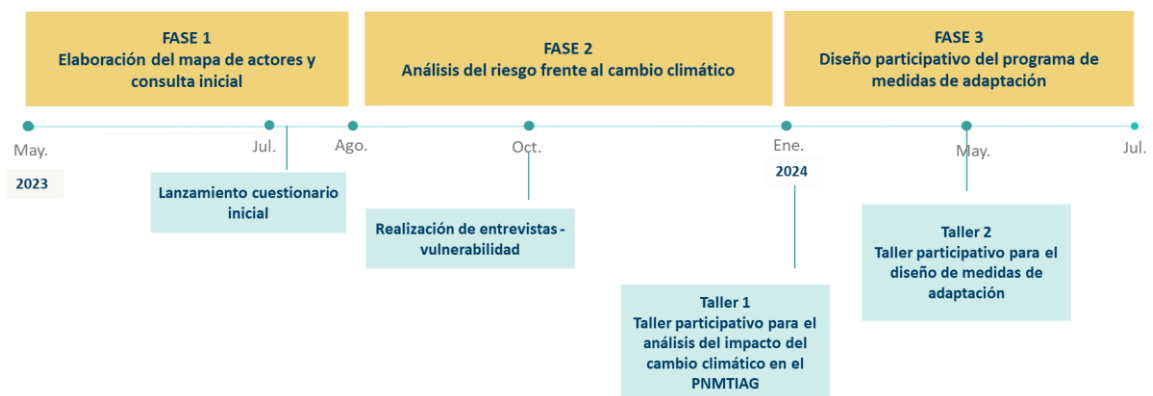 FASE 1
Elaboración del mapa de actores y
consulta inicial
FASE 2
Análisis del riesgo frente al cambio climático
FASE 3
Diseño participativo del programa de
medidas de adaptación
May.
2023
Jul.
Ago.
Oct.
Ene.
2024
May.
Jul.
Lanzamiento cuestionario
inicial
Realización de entrevistas -
vulnerabilidad
Taller 1
Taller participativo para el
análisis del impacto del
cambio climático en el
PNMTIAG
Taller 2
Taller participativo para el
diseño de medidas de
adaptación